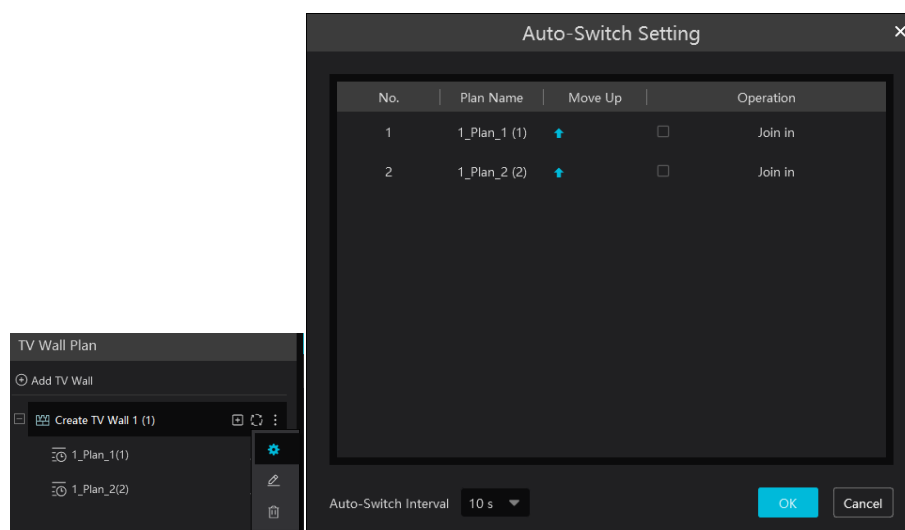 Auto-Switch Setting
No. Plan Name Move Up Operation
1 1_Plan_1 (1) Join in
2 1_Plan_2 (2) Join in
Auto-Switch Interval 10 s OK Cancel
TV Wall Plan
Add TV Wall
Create TV Wall 1 (1)
1_Plan_1(1)
1_Plan_2(2)